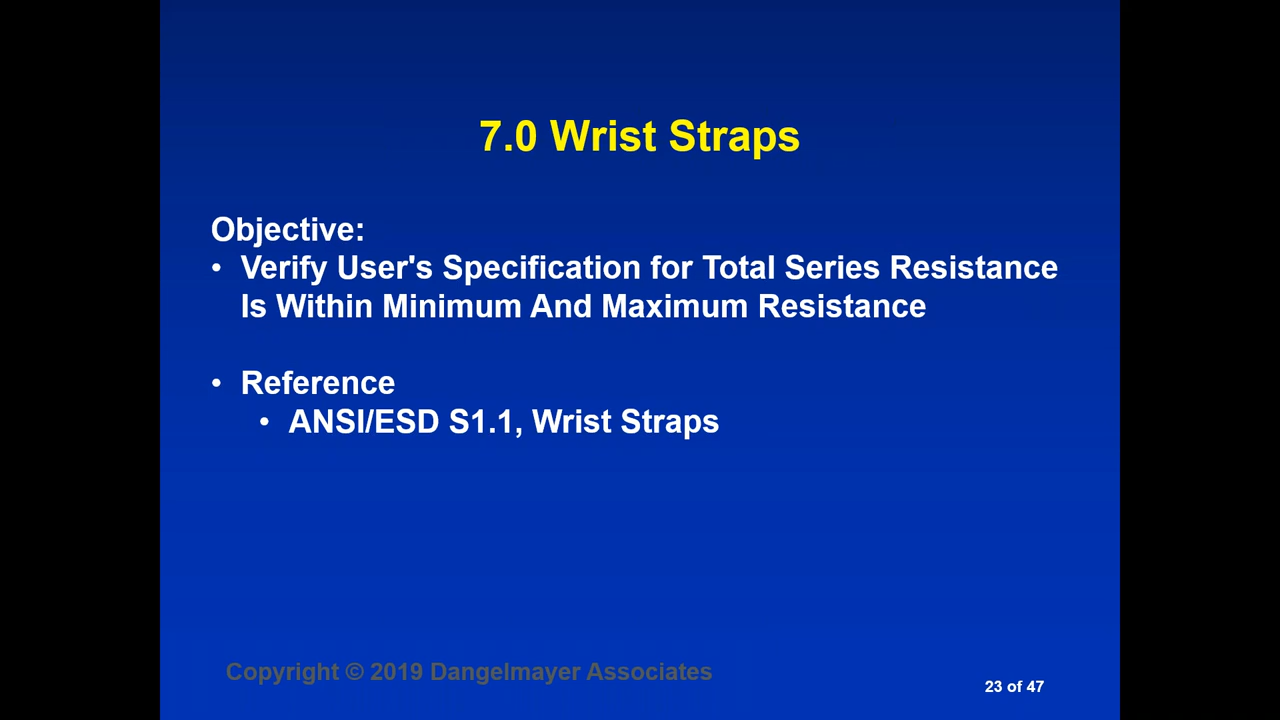 7.0 Wrist Straps
Objective:
• Verify User's Specification for Total Series Resistance
Is Within Minimum And Maximum Resistance
• Reference
• ANSI/ESD S1.1, Wrist Straps
Copyright © 2019 Dangelmayer Associates
23 of 47